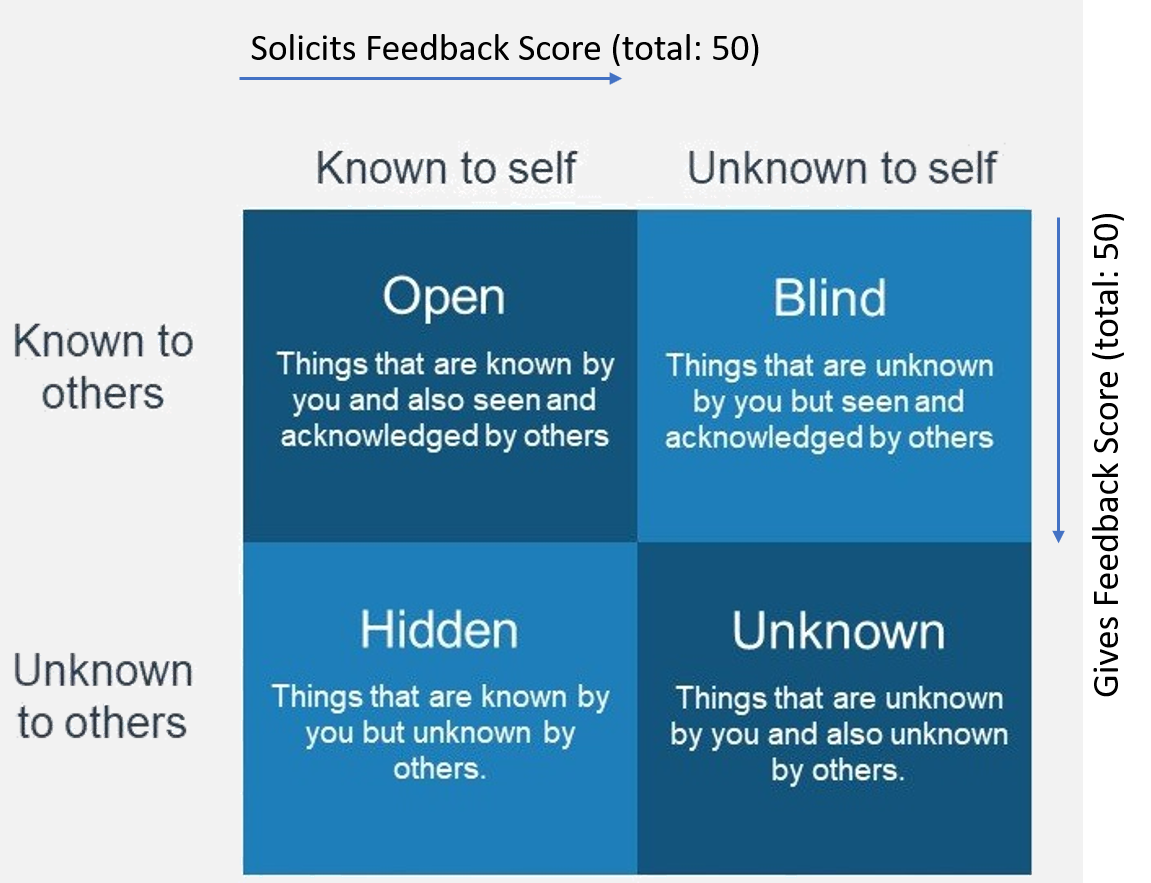 Solicits Feedback Score (total: 50)
Known to self
Unknown to self
Known to
others
Open
Things that are known by
you and also seen and
acknowledged by others
Blind
Things that are unknown
by you but seen and
acknowledged by others
Gives Feedback Score (total: 50)
Unknown
to others
Hidden
Things that are known by
you but unknown by
others.
Unknown
Things that are unknown
by you and also unknown
by others.